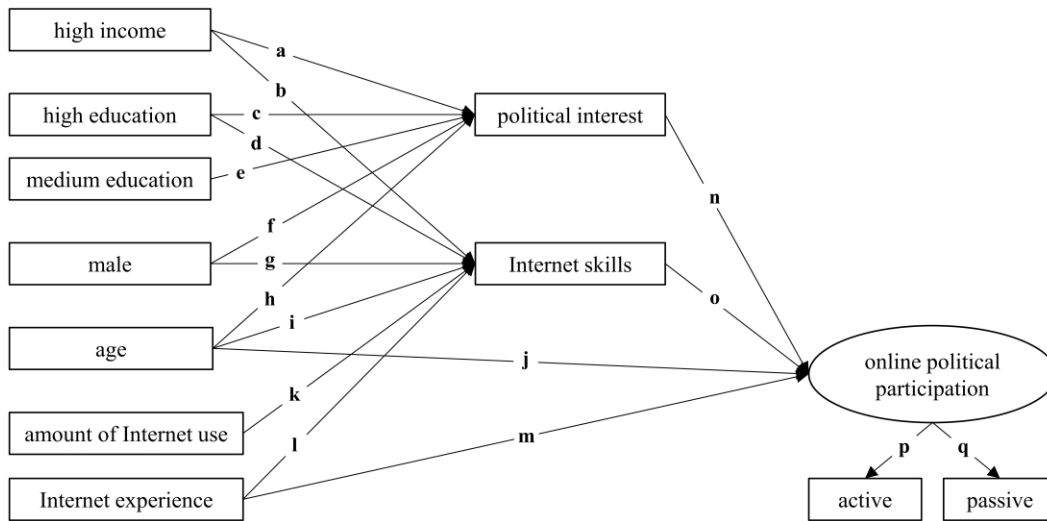 high income
a
b
high education
c
political interest
d
medium education
e
n
f
male
g
Internet skills
h
o
i
age
j
online political
participation
k
amount of Internet use
l
m
p
q
Internet experience
active
passive